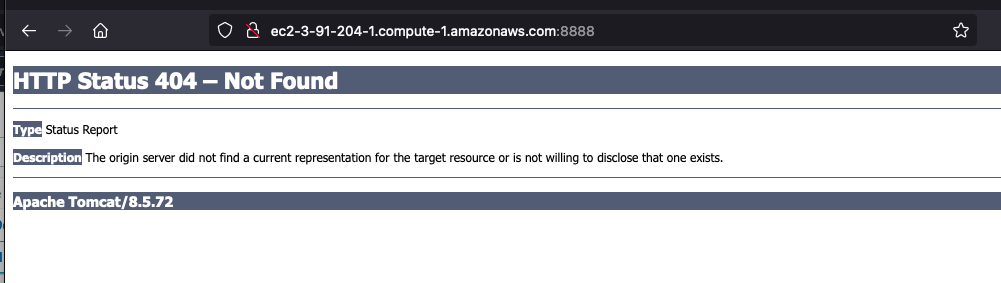 ec2-3-91-204-1.compute-1.amazonaws.com:8888
HTTP Status 404 – Not Found
Type Status Report
Description The origin server did not find a current representation for the target resource or is not willing to disclose that one exists.
Apache Tomcat/8.5.72